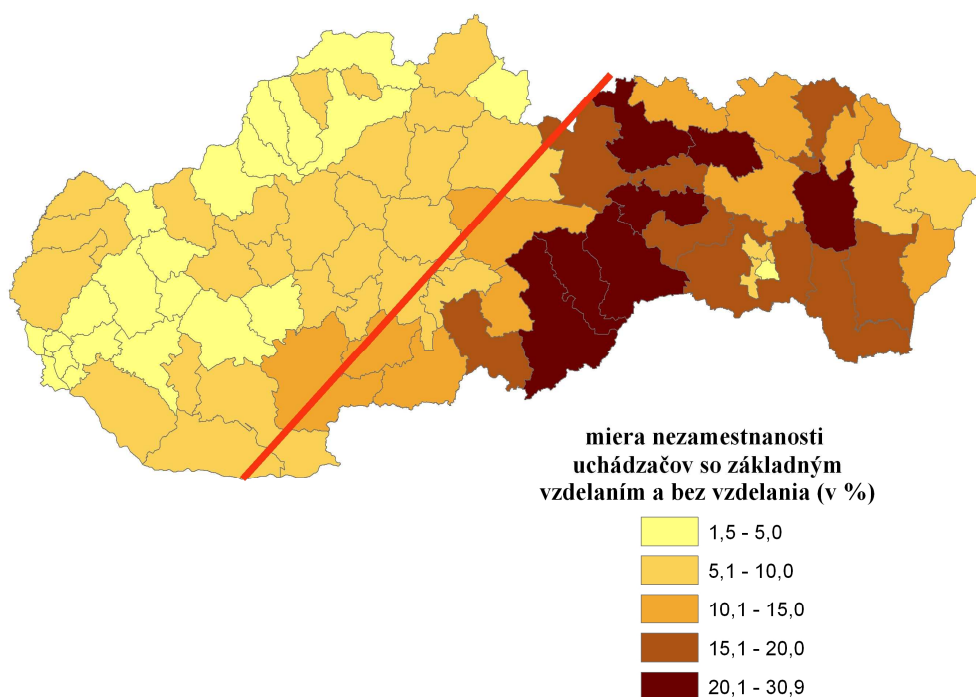 miera nezamestnanosti
uchádzačov so základným
vzdelaním a bez vzdelania (v %)
1,5 - 5,0
5,1 - 10,0
10,1 - 15,0
15,1 - 20,0
20,1 - 30,9